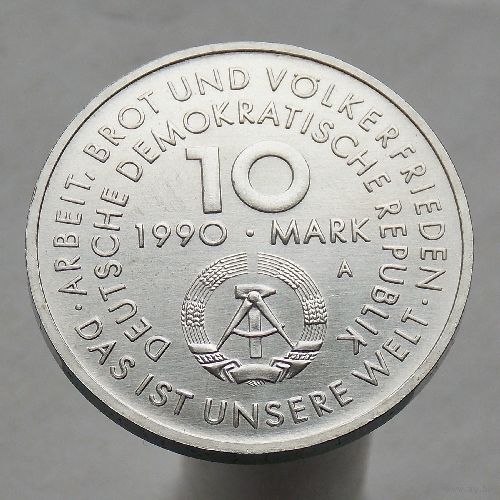 · ARBEIT, BROT UND VÖLKERFRIEDEN ·
DAS IST UNSERE WELT
DEUTSCHE DEMOKRATISCHE REPUBLIK
10
1990 · MARK
A